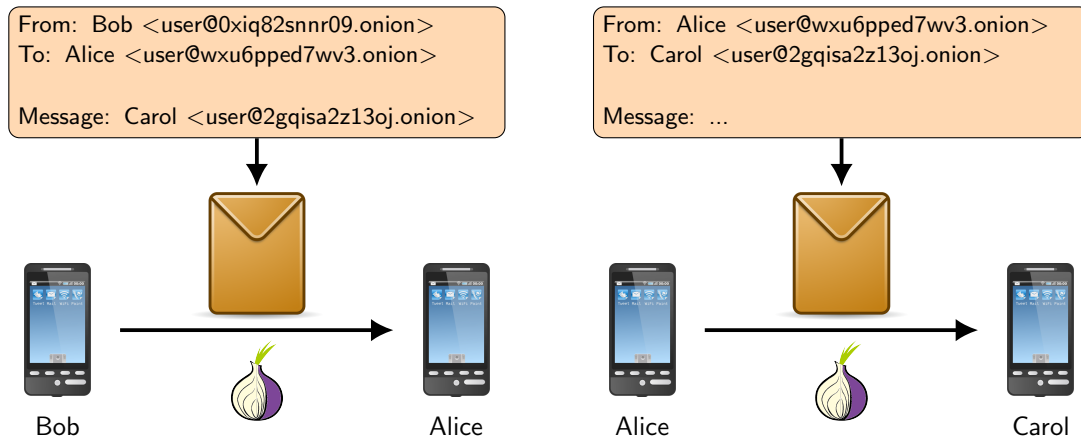 From: Bob <user@0xiq82snnr09.onion>
To: Alice <user@wxu6pped7wv3.onion>
Message: Carol <user@2gqisa2z13oj.onion>
From: Alice <user@wxu6pped7wv3.onion>
To: Carol <user@2gqisa2z13oj.onion>
Message: ...
Bob
Alice
Alice
Carol